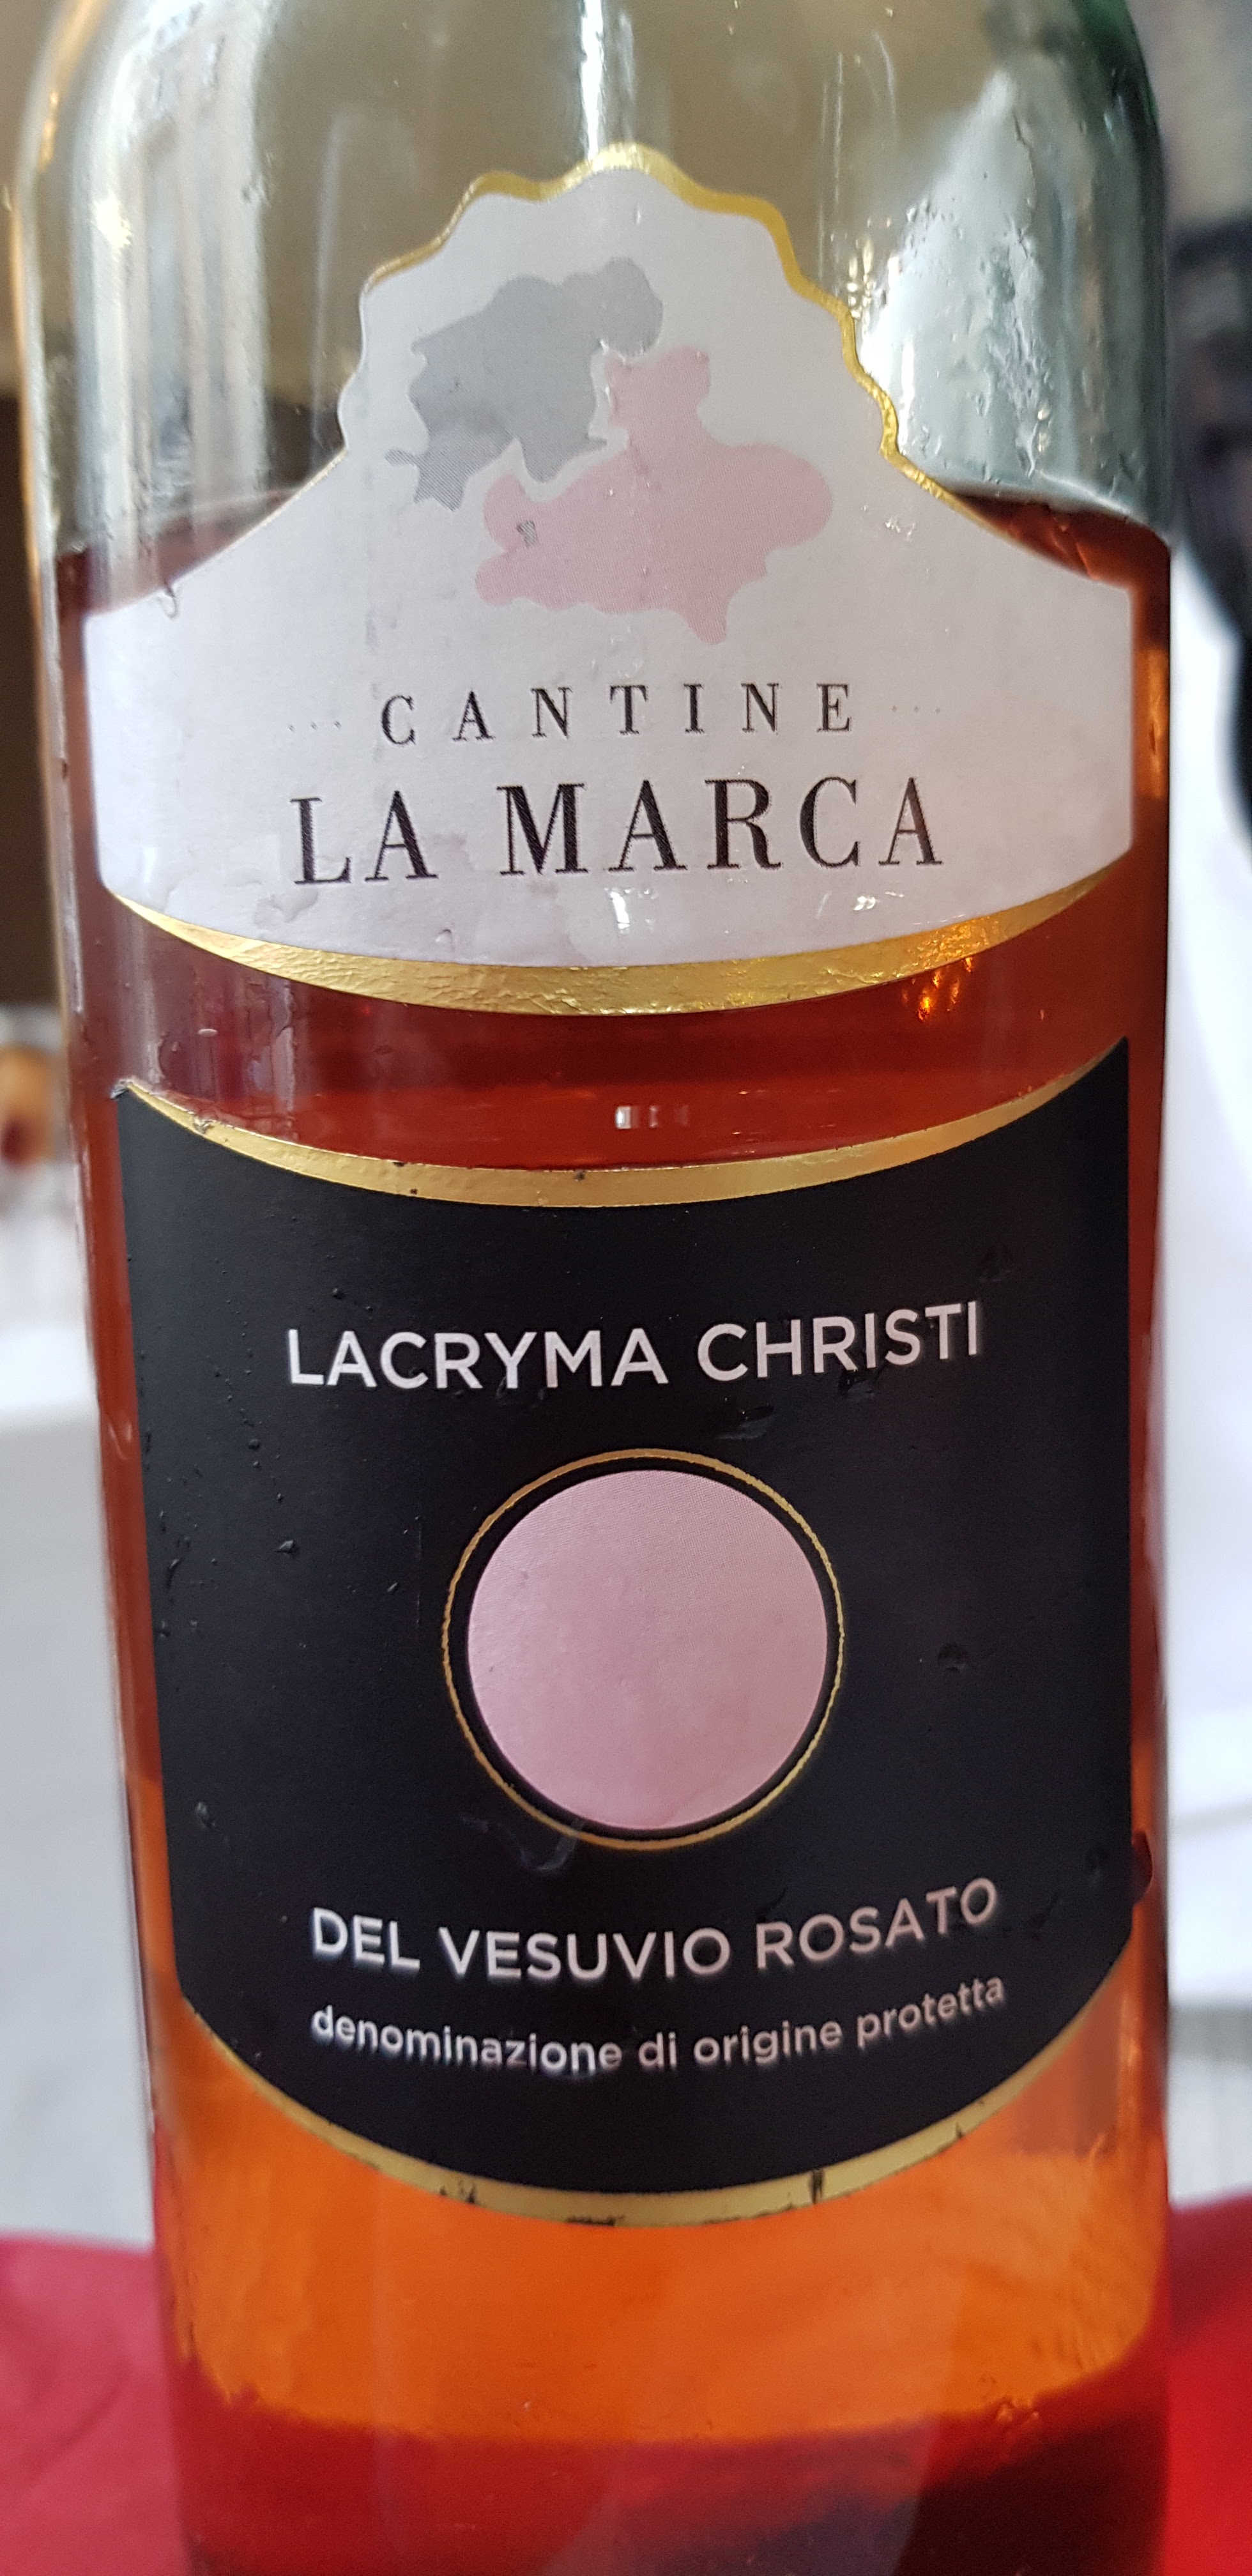 CANTINE
LA MARCA
LACRYMA CHRISTI
DEL VESUVIO ROSATO
denominazione di origine protetta